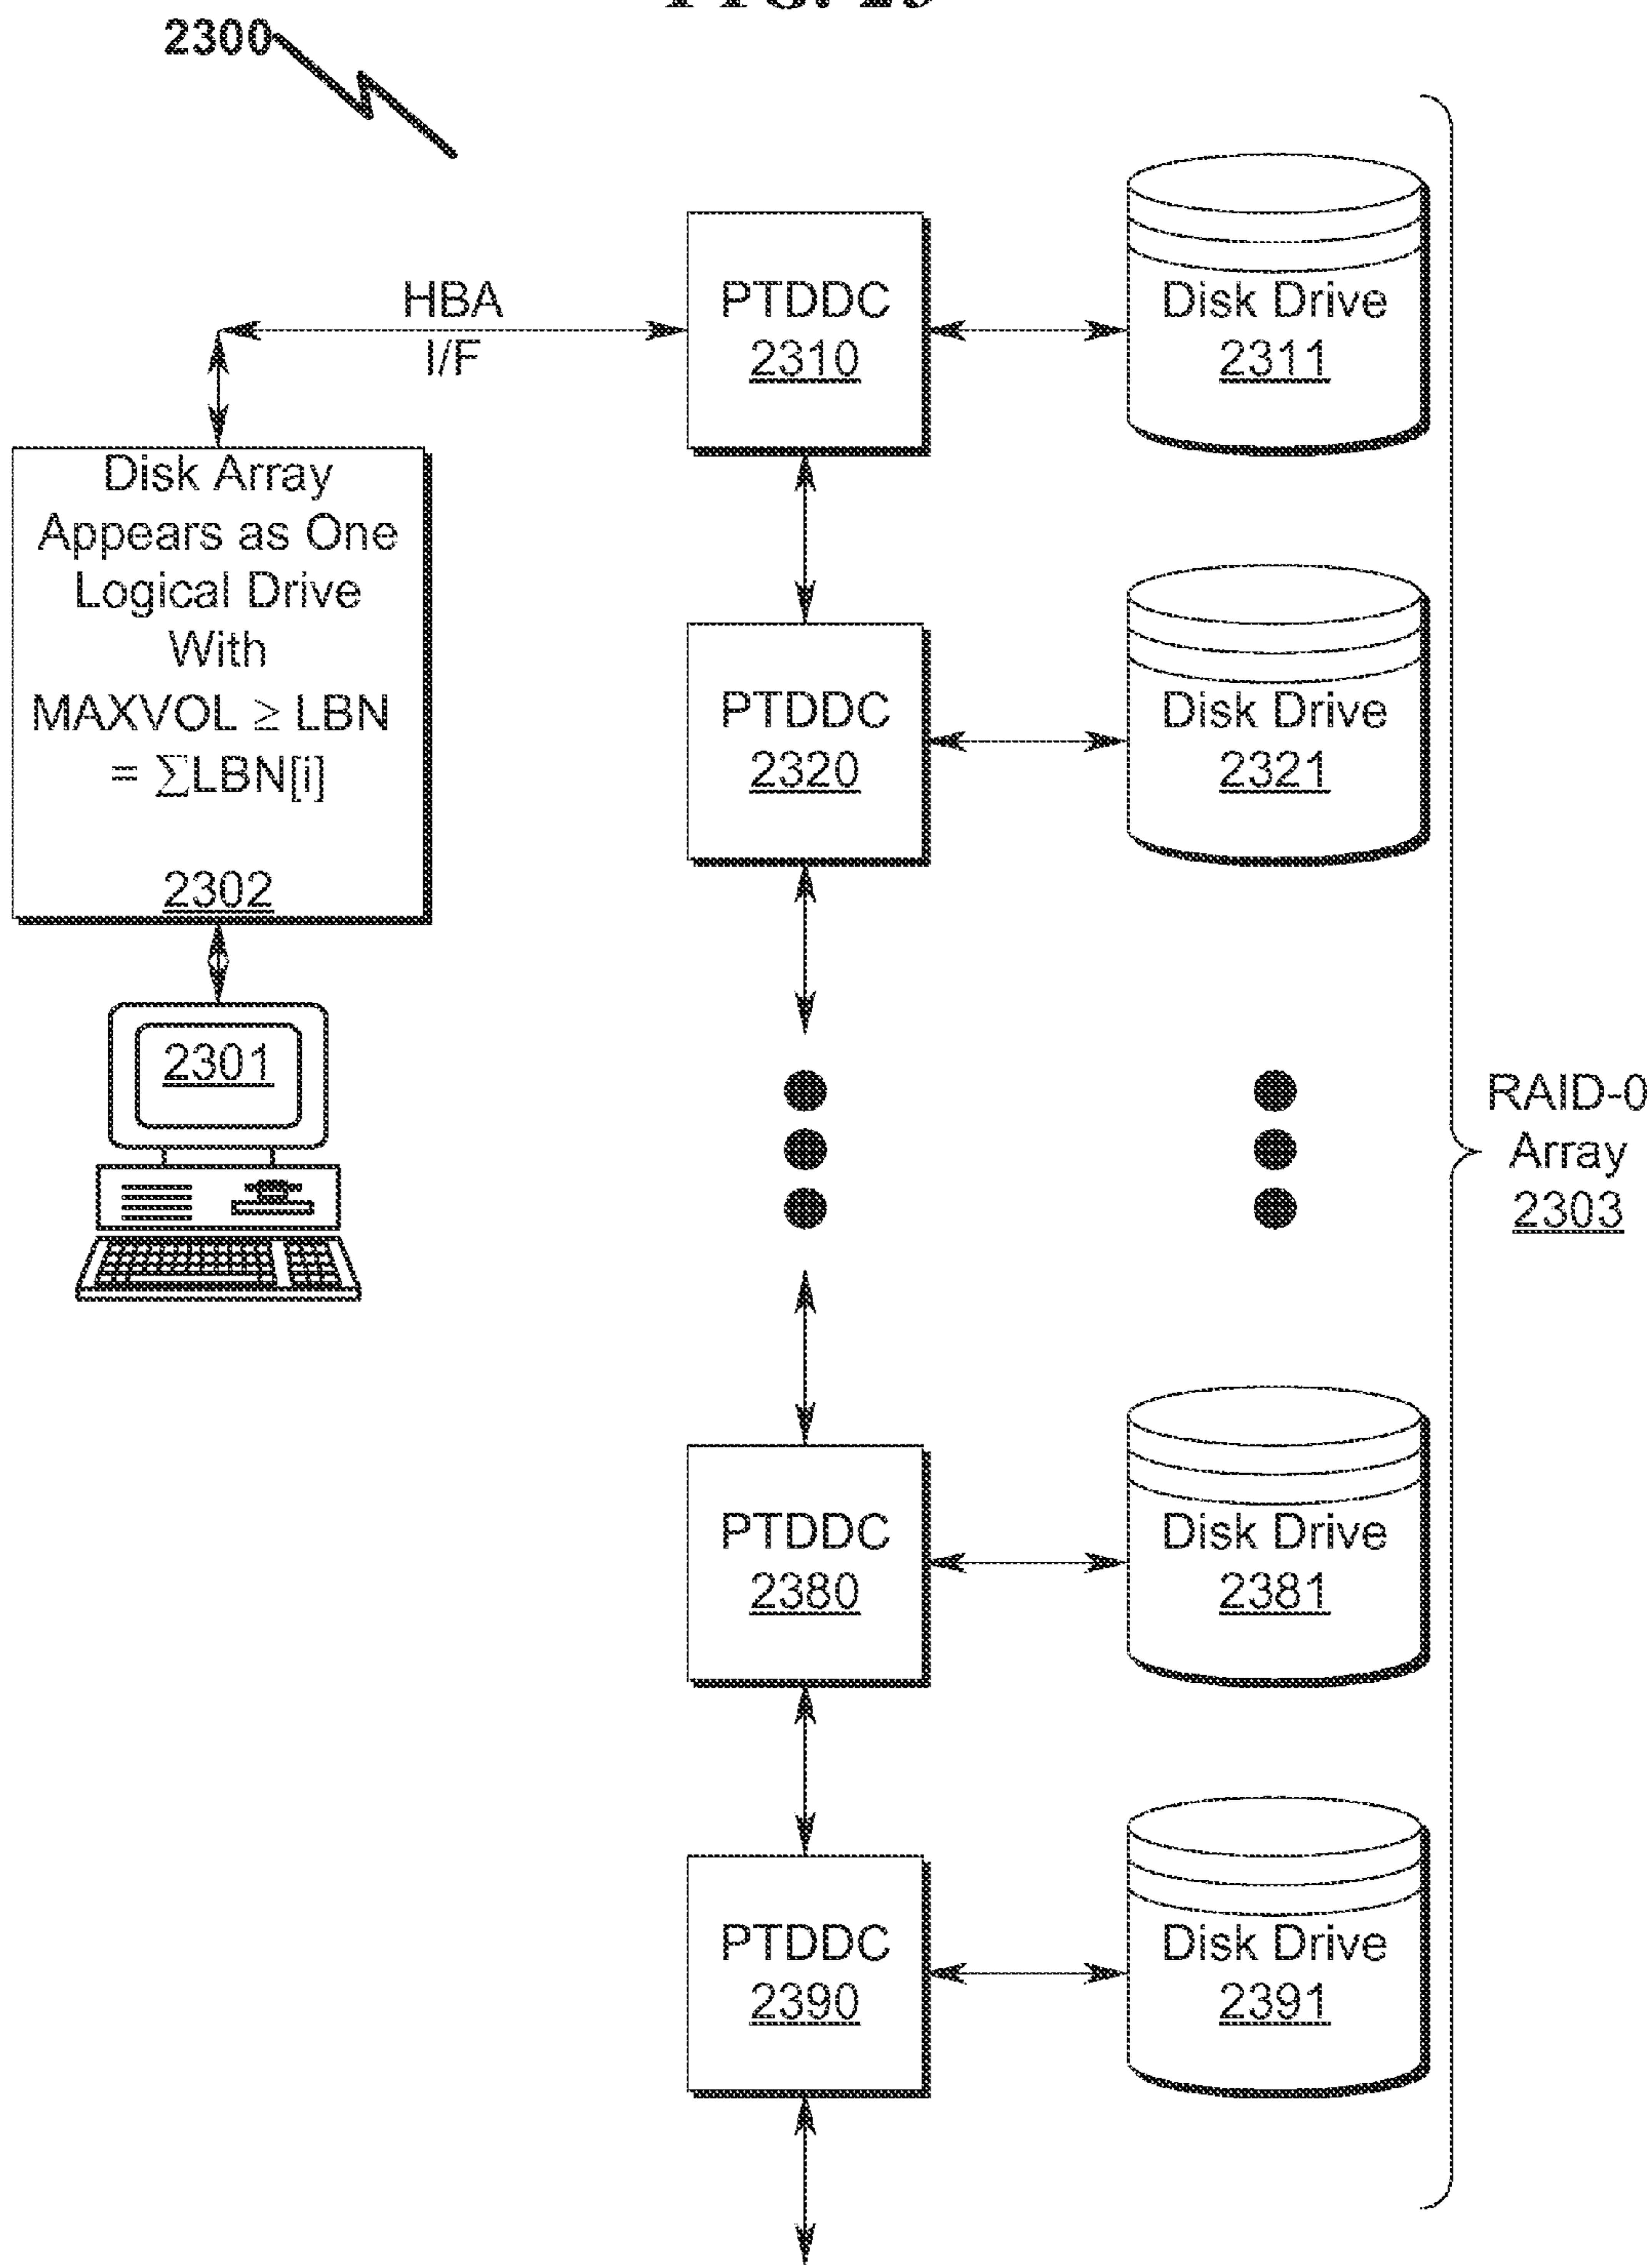 2300
HBA
I/F
PTDDC
2310
Disk Drive
2311
Disk Array
Appears as One
Logical Drive
With
MAXVOL ≥ LBN
= ∑LBN[i]
2302
PTDDC
2320
Disk Drive
2321
2301
RAID-0
Array
2303
PTDDC
2380
Disk Drive
2381
PTDDC
2390
Disk Drive
2391